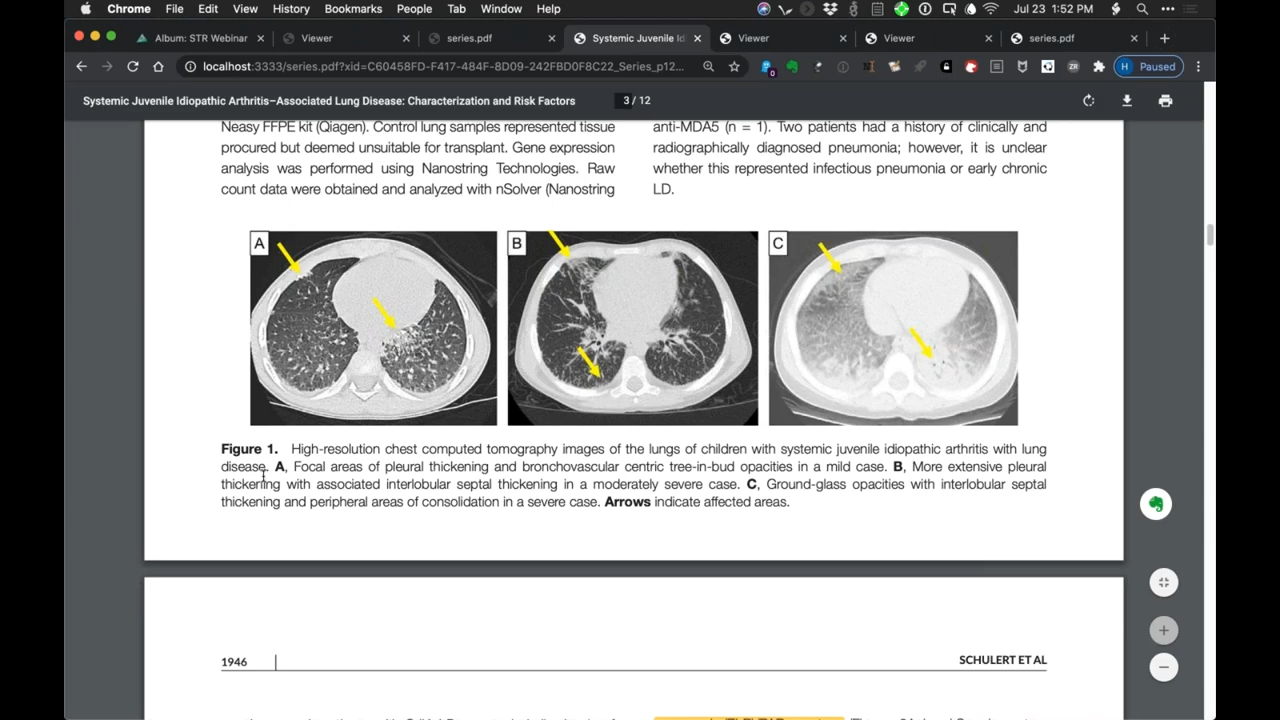 Chrome File Edit View History Bookmarks People Tab Window Help Jul 23 1:52 PM
Album: STR Webinar Viewer series.pdf Systemic Juvenile Id Viewer Viewer series.pdf
localhost:3333/series.pdf?xid=C60458FD-F417-484F-8D09-242FBD0F8C22_Series_p12... 0 H Paused
Systemic Juvenile Idiopathic Arthritis–Associated Lung Disease: Characterization and Risk Factors 3 / 12
Neasy FFPE kit (Qiagen). Control lung samples represented tissue
procured but deemed unsuitable for transplant. Gene expression
analysis was performed using Nanostring Technologies. Raw
count data were obtained and analyzed with nSolver (Nanostring
anti-MDA5 (n = 1). Two patients had a history of clinically and
radiographically diagnosed pneumonia; however, it is unclear
whether this represented infectious pneumonia or early chronic
LD.
A B C
Figure 1. High-resolution chest computed tomography images of the lungs of children with systemic juvenile idiopathic arthritis with lung
disease. A, Focal areas of pleural thickening and bronchovascular centric tree-in-bud opacities in a mild case. B, More extensive pleural
thickening with associated interlobular septal thickening in a moderately severe case. C, Ground-glass opacities with interlobular septal
thickening and peripheral areas of consolidation in a severe case. Arrows indicate affected areas.
1946 SCHULERT ET AL